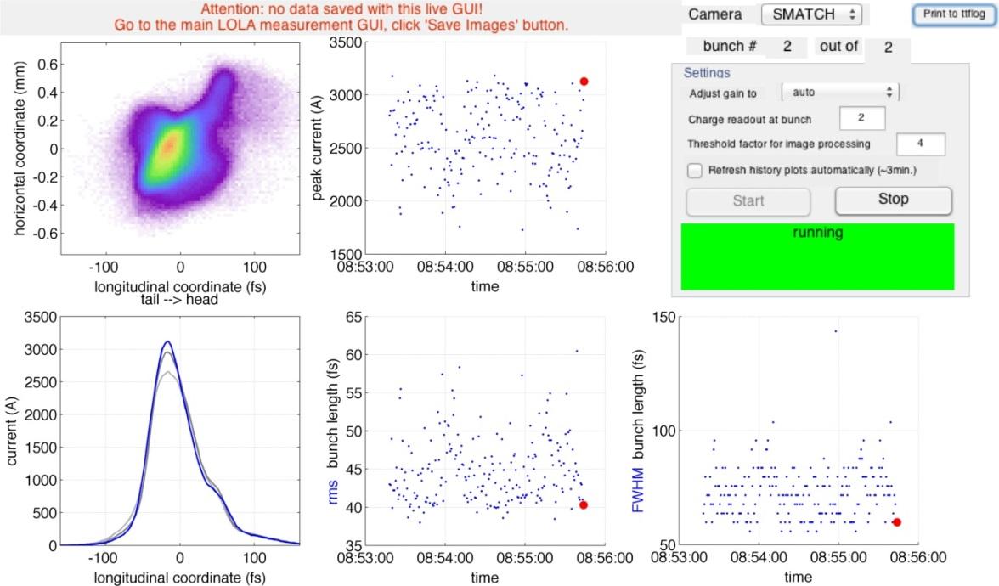 Attention: no data saved with this live GUI!
Go to the main LOLA measurement GUI, click 'Save Images' button.
Camera SMATCH Print to ttflog
bunch # 2 out of 2
Settings
Adjust gain to auto
Charge readout at bunch 2
Threshold factor for image processing 4
Refresh history plots automatically (~3min.)
Start Stop
running
horizontal coordinate (mm)
0.6
0.4
0.2
0
-0.2
-0.4
-0.6
-100 0 100
longitudinal coordinate (fs)
tail --> head
peak current (A)
3500
3000
2500
2000
1500
08:53:00 08:54:00 08:55:00 08:56:00
time
current (A)
3500
3000
2500
2000
1500
1000
500
0
-100 0 100
longitudinal coordinate (fs)
rms bunch length (fs)
65
60
55
50
45
40
35
08:53:00 08:54:00 08:55:00 08:56:00
time
FWHM bunch length (fs)
150
100
50
08:53:00 08:54:00 08:55:00 08:56:00
time